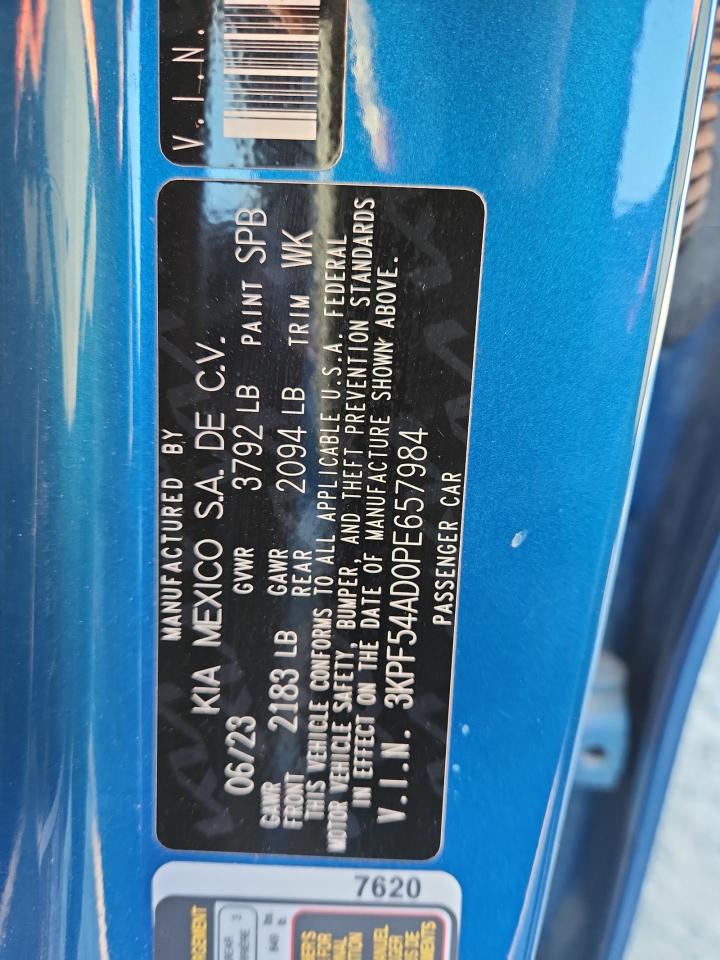 V.I.N.
MANUFACTURED BY
KIA MEXICO S.A. DE C.V.
06/23 GVWR 3792 LB PAINT SPB
GAWR FRONT 2183 LB GAWR REAR 2094 LB TRIM WK
THIS VEHICLE CONFORMS TO ALL APPLICABLE U.S.A. FEDERAL
MOTOR VEHICLE SAFETY, BUMPER, AND THEFT PREVENTION STANDARDS
IN EFFECT ON THE DATE OF MANUFACTURE SHOWN ABOVE.
V.I.N. 3KPF54AD0PE657984
PASSENGER CAR
7620